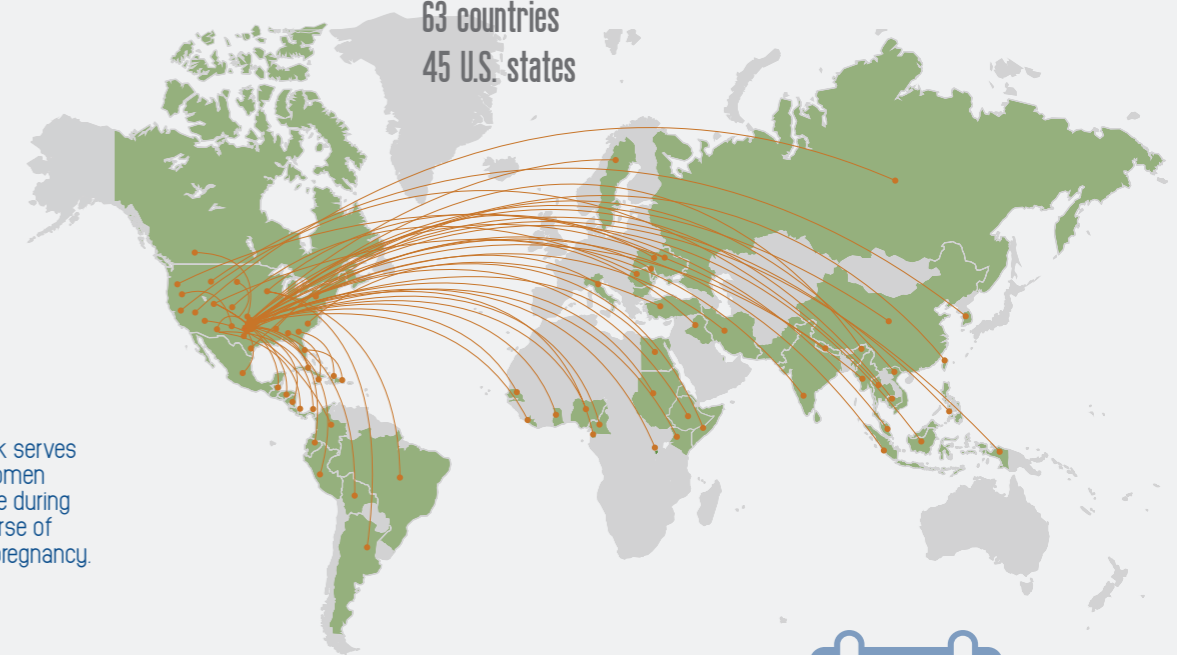 63 countries
45 U.S. states
k serves
omen
e during
rse of
pregnancy.